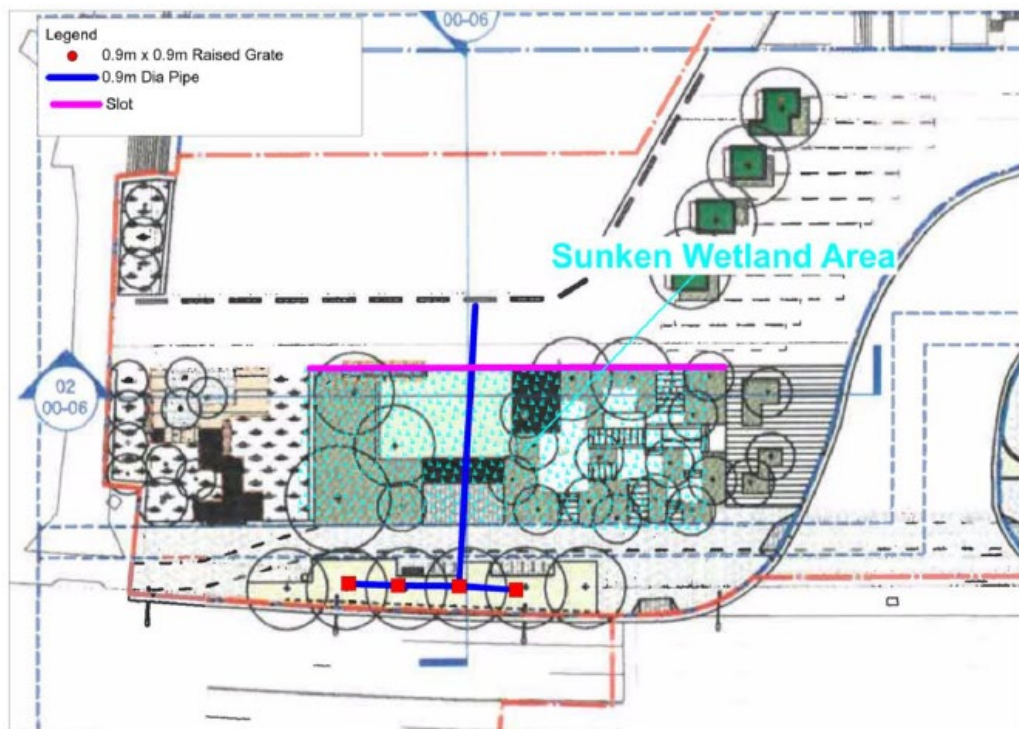 00-06
Legend
0.9m x 0.9m Raised Grate
0.9m Dia Pipe
Slot
Sunken Wetland Area
02
00-06